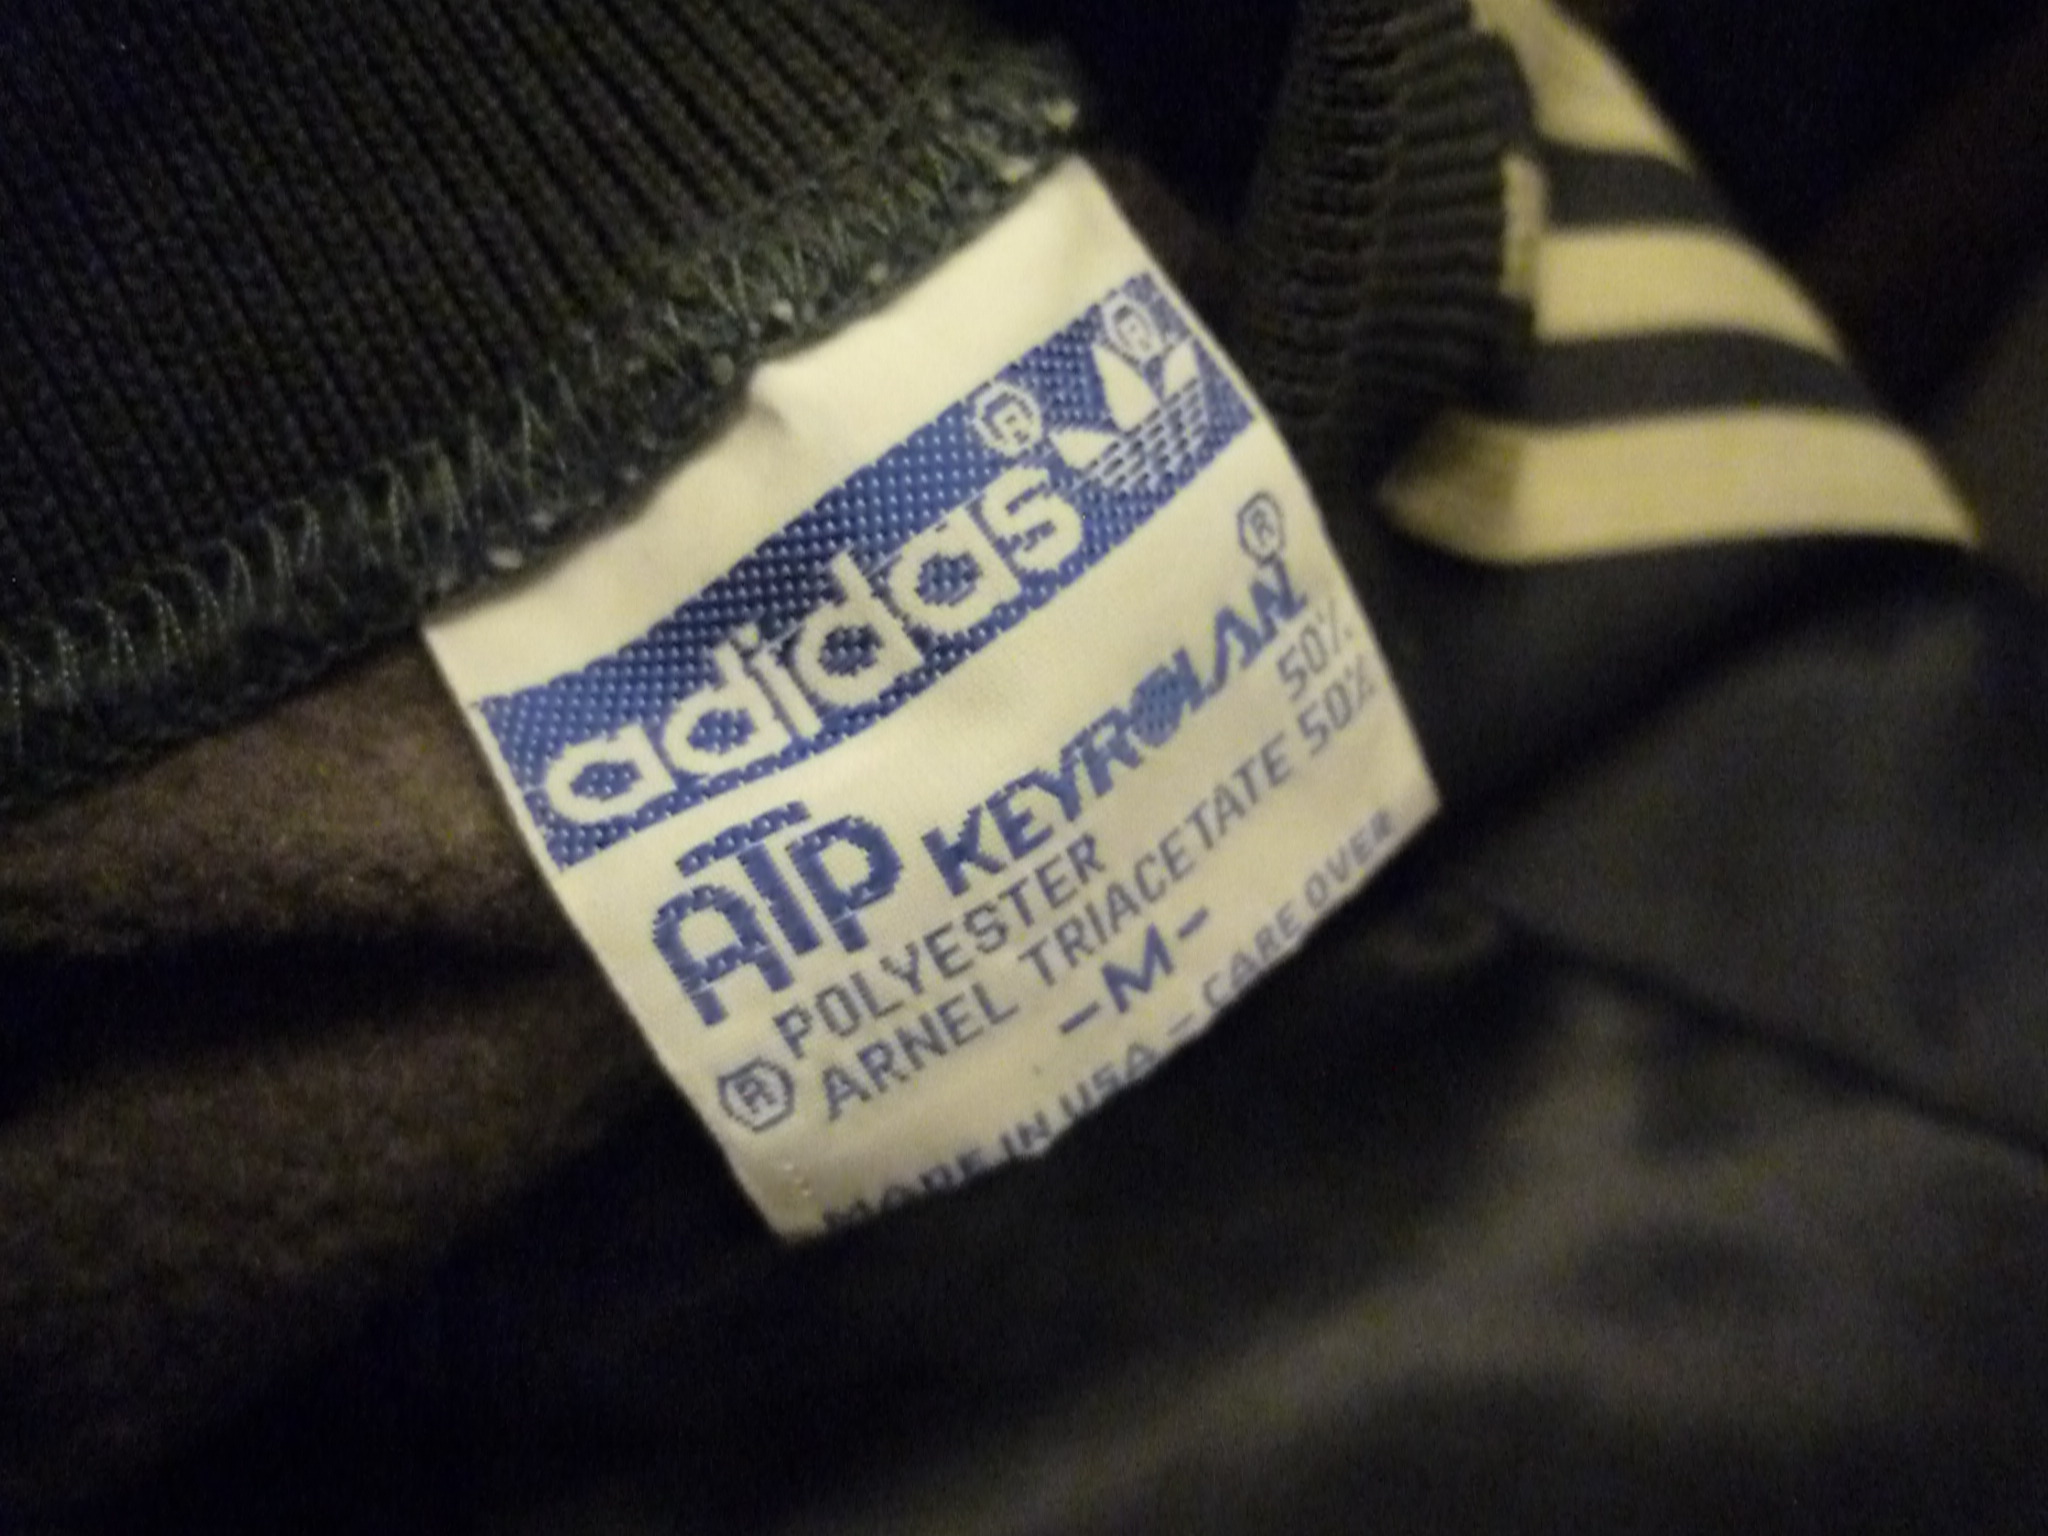 adidas®
ATP KEYROLAN®
POLYESTER 50%
® ARNEL TRIACETATE 50%
-M-
MADE IN USA - CARE OVER